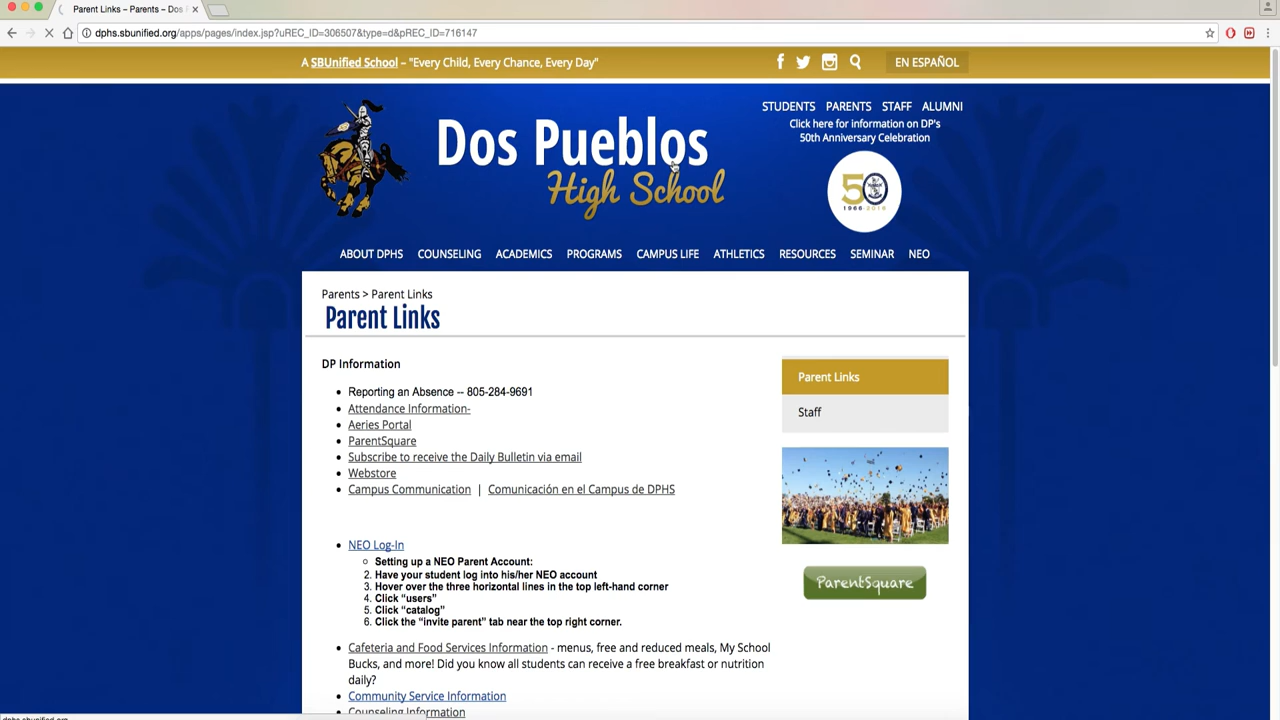 Parent Links – Parents – Dos
dphs.sbunified.org/apps/pages/index.jsp?uREC_ID=306507&type=d&pREC_ID=716147
A SBUnified School – "Every Child, Every Chance, Every Day"
EN ESPAÑOL
STUDENTS PARENTS STAFF ALUMNI
Click here for information on DP's
50th Anniversary Celebration
Dos Pueblos
High School
50
ABOUT DPHS COUNSELING ACADEMICS PROGRAMS CAMPUS LIFE ATHLETICS RESOURCES SEMINAR NEO
Parents > Parent Links
Parent Links
DP Information
• Reporting an Absence -- 805-284-9691
• Attendance Information-
• Aeries Portal
• ParentSquare
• Subscribe to receive the Daily Bulletin via email
• Webstore
• Campus Communication | Comunicación en el Campus de DPHS
• NEO Log-In
○ Setting up a NEO Parent Account:
2. Have your student log into his/her NEO account
3. Hover over the three horizontal lines in the top left-hand corner
4. Click “users”
5. Click “catalog”
6. Click the “invite parent” tab near the top right corner.
• Cafeteria and Food Services Information - menus, free and reduced meals, My School
Bucks, and more! Did you know all students can receive a free breakfast or nutrition
daily?
• Community Service Information
• Counseling Information
Parent Links
Staff
ParentSquare
dphs.sbunified.org